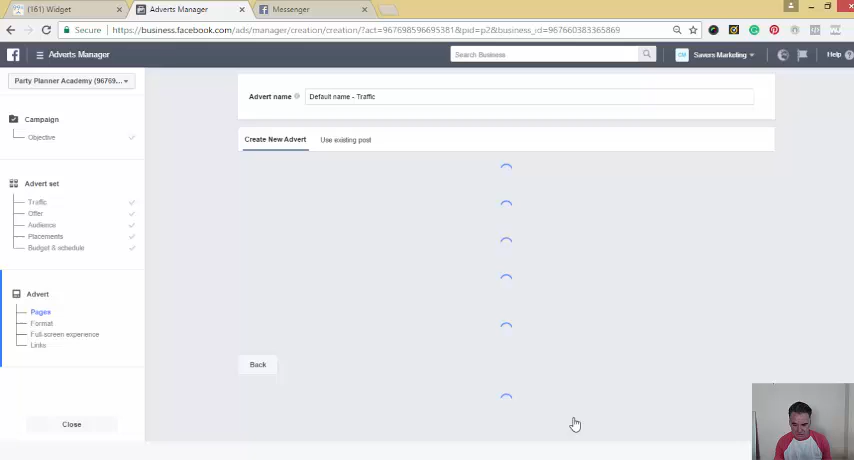 (161) Widget
Adverts Manager
Messenger
Secure
https://business.facebook.com/ads/manager/creation/creation/?act=967698596695381&pid=p2&business_id=967660383365869
Adverts Manager
Search Business
Savers Marketing
Help
Party Planner Academy (96769...
Campaign
Objective
Advert set
Traffic
Offer
Audience
Placements
Budget & schedule
Advert
Pages
Format
Full-screen experience
Links
Close
Advert name
Default name - Traffic
Create New Advert
Use existing post
Back